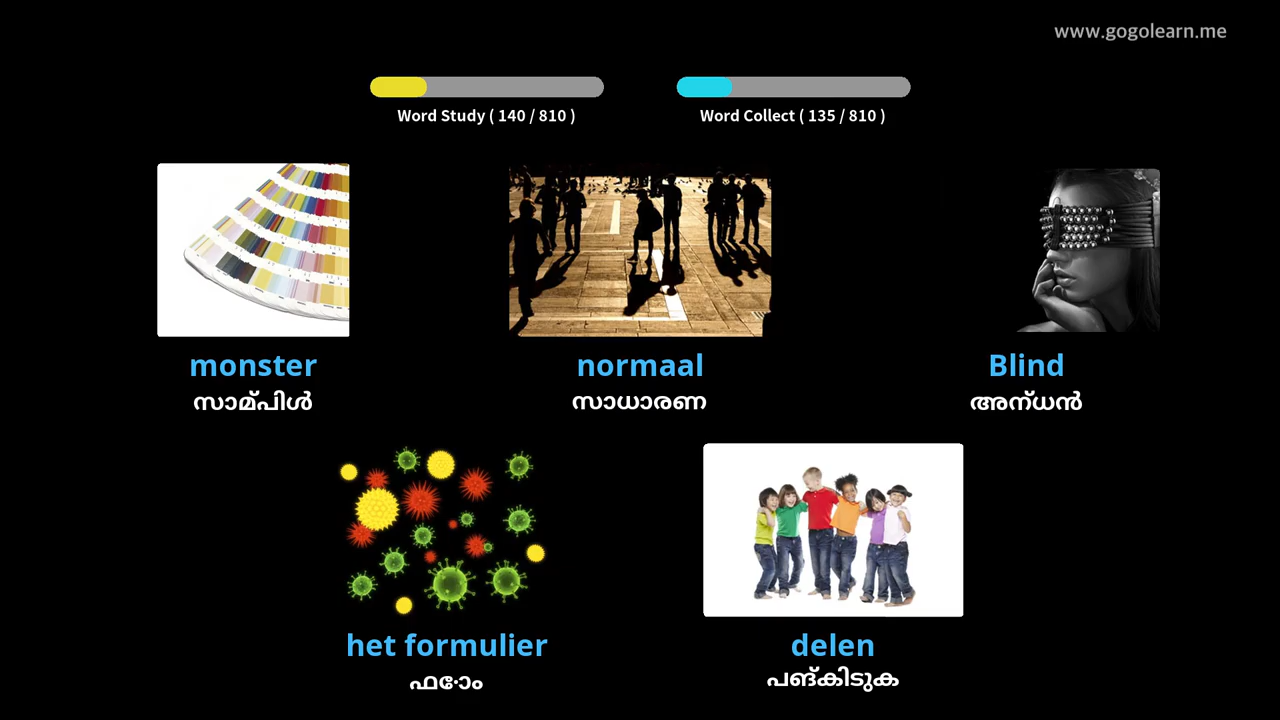 www.gogolearn.me
Word Study ( 140 / 810 )
Word Collect ( 135 / 810 )
monster
സാമ്പിൾ
normaal
സാധാരണ
Blind
അന്ധൻ
het formulier
ഫോം
delen
പങ്കിടുക